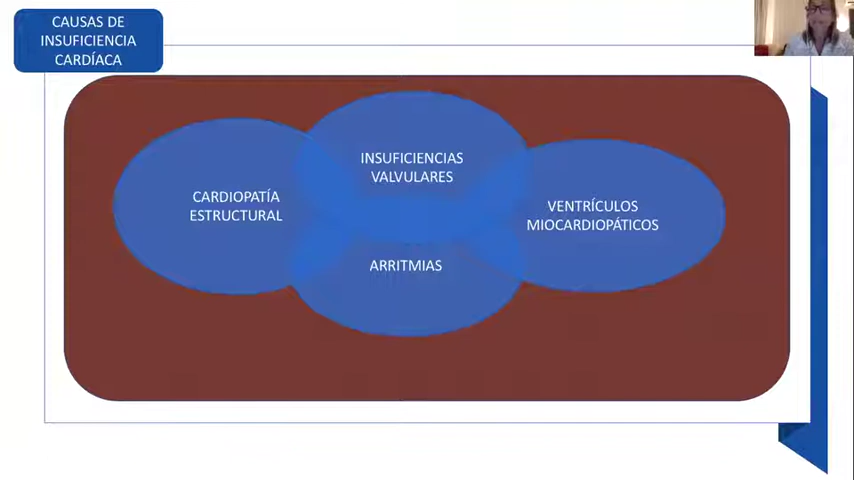 CAUSAS DE
INSUFICIENCIA
CARDÍACA
INSUFICIENCIAS
VALVULARES
CARDIOPATÍA
ESTRUCTURAL
VENTRÍCULOS
MIOCARDIOPÁTICOS
ARRITMIAS